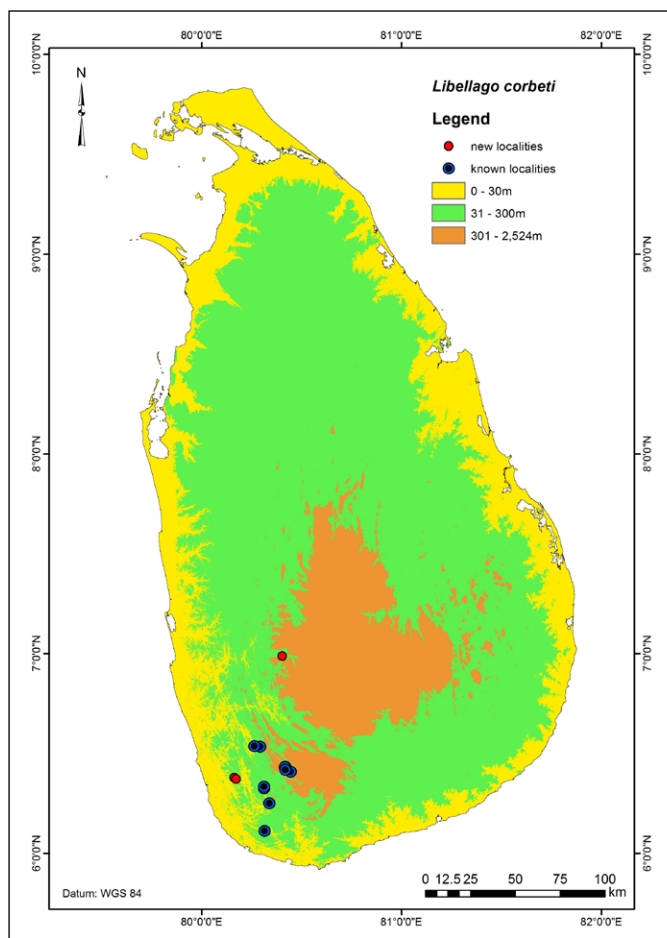 80°0'0"E 81°0'0"E 82°0'0"E
10°0'0"N 10°0'0"N
N
Libellago corbeti
Legend
new localities
known localities
0 - 30m
31 - 300m
301 - 2,524m
9°0'0"N 9°0'0"N
8°0'0"N 8°0'0"N
7°0'0"N 7°0'0"N
6°0'0"N 6°0'0"N
0 12.5 25 50 75 100
km
Datum: WGS 84
80°0'0"E 81°0'0"E 82°0'0"E